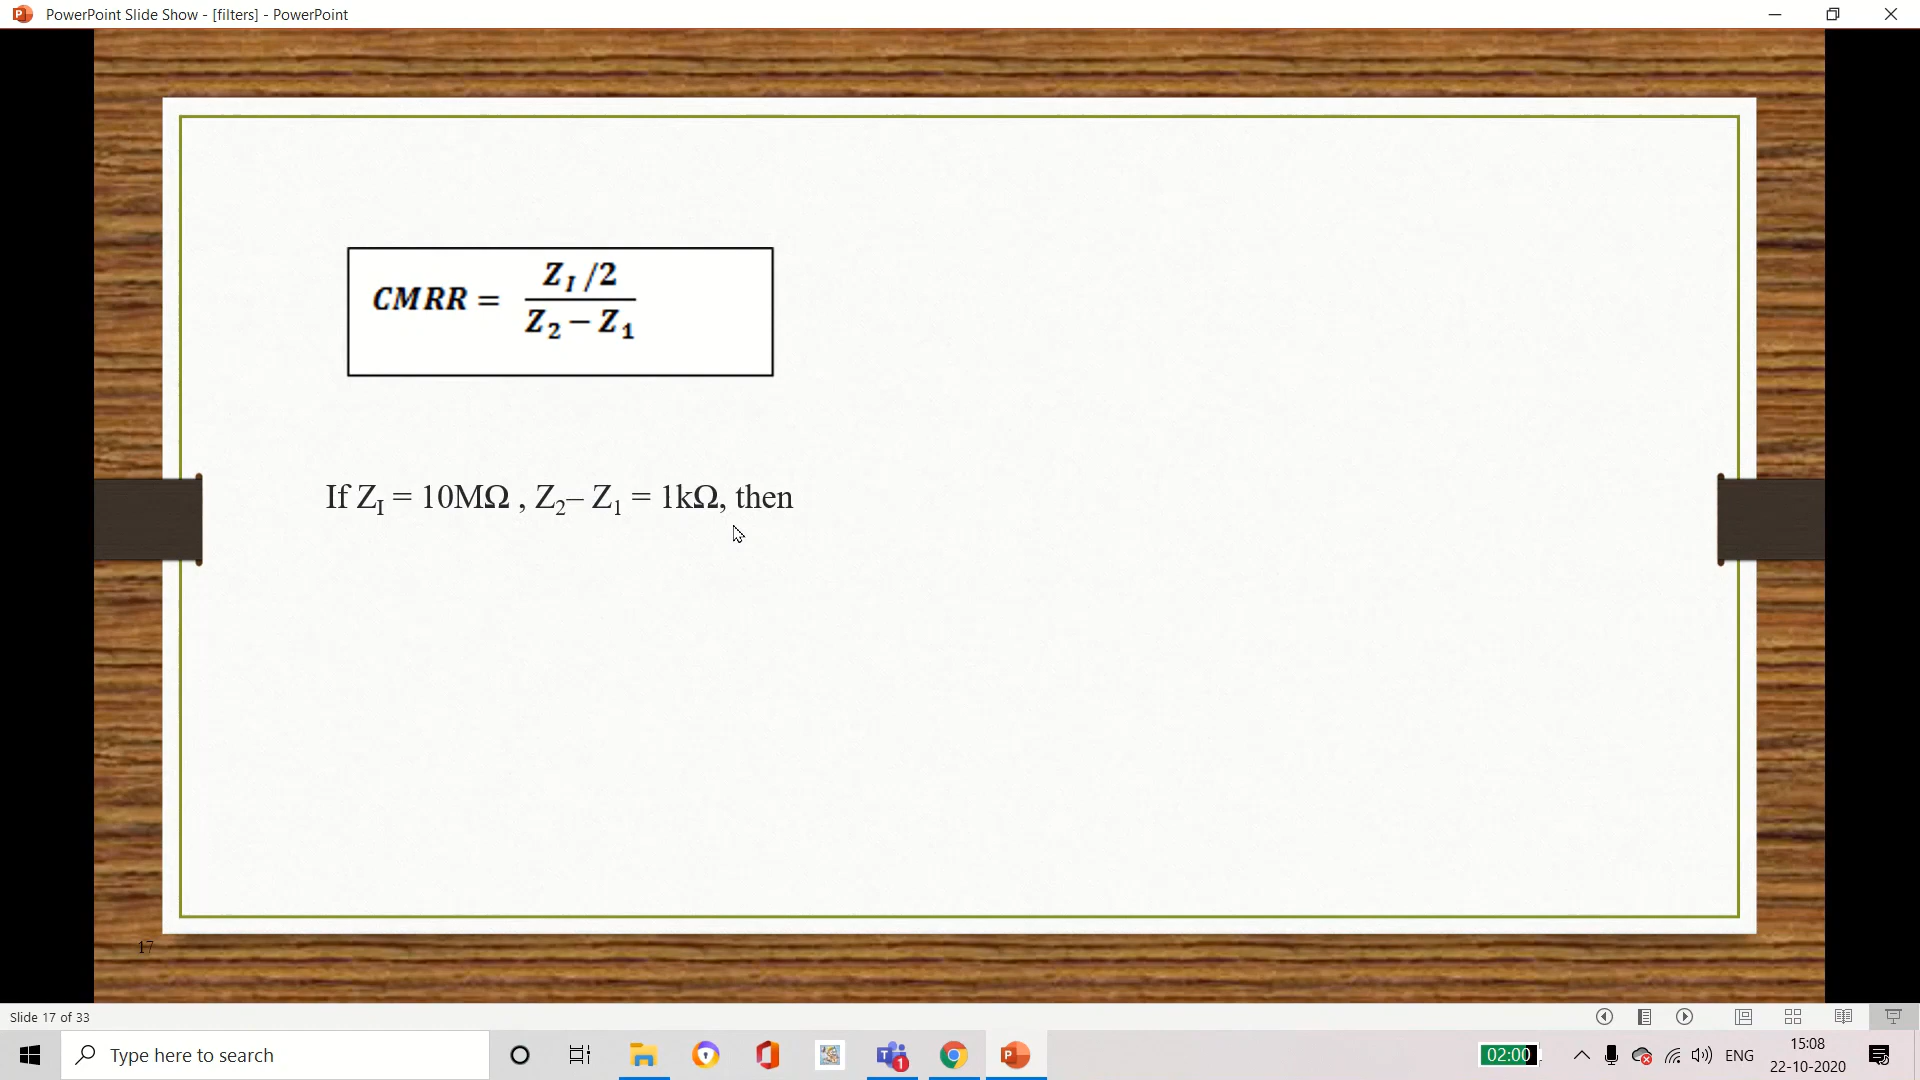 PowerPoint Slide Show - [filters] - PowerPoint
CMRR = Z_I /2 / Z_2 − Z_1
If Z_I = 10MΩ , Z_2– Z_1 = 1kΩ, then
17
Slide 17 of 33
Type here to search
1
02:00
ENG
15:08
22-10-2020